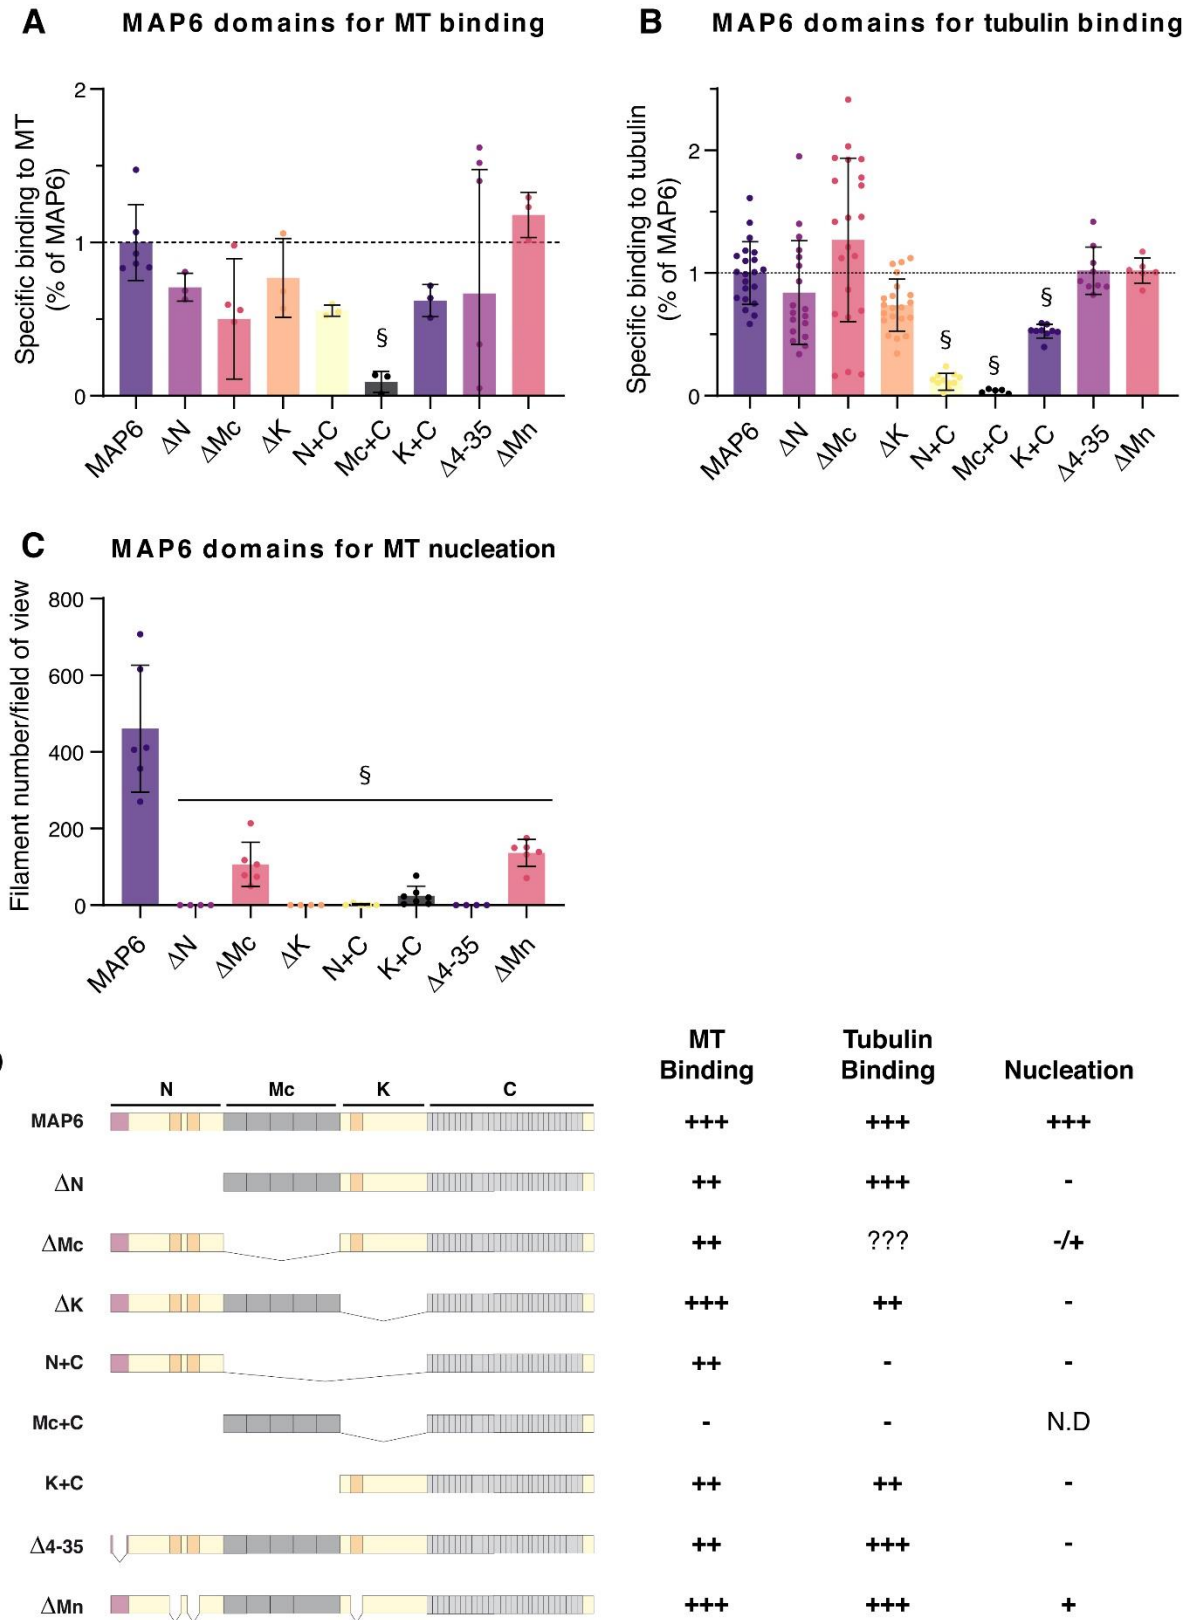 A MAP6 domains for MT binding
Specific binding to MT
(% of MAP6)
2
1
0
MAP6 ΔN ΔMc ΔK N+C Mc+C K+C Δ4-35 ΔMn
§
B MAP6 domains for tubulin binding
Specific binding to tubulin
(% of MAP6)
2
1
0
§ § §
MAP6 ΔN ΔMc ΔK N+C Mc+C K+C Δ4-35 ΔMn
C MAP6 domains for MT nucleation
Filament number/field of view
800
600
400
200
0
§
MAP6 ΔN ΔMc ΔK N+C K+C Δ4-35 ΔMn
MT Binding
Tubulin Binding
Nucleation
N Mc K C
MAP6 +++ +++ +++
ΔN ++ +++ -
ΔMc ++ ??? -/+
ΔK +++ ++ -
N+C ++ - -
Mc+C - - N.D
K+C ++ ++ -
Δ4-35 ++ +++ -
ΔMn +++ +++ +